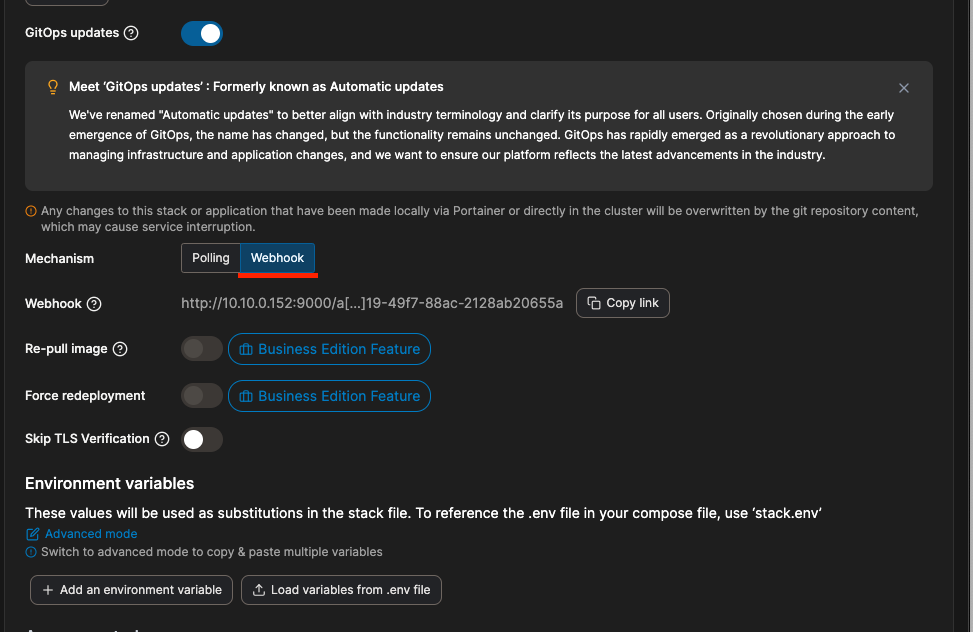 GitOps updates
Meet ‘GitOps updates’ : Formerly known as Automatic updates
We've renamed "Automatic updates" to better align with industry terminology and clarify its purpose for all users. Originally chosen during the early
emergence of GitOps, the name has changed, but the functionality remains unchanged. GitOps has rapidly emerged as a revolutionary approach to
managing infrastructure and application changes, and we want to ensure our platform reflects the latest advancements in the industry.
Any changes to this stack or application that have been made locally via Portainer or directly in the cluster will be overwritten by the git repository content,
which may cause service interruption.
Mechanism Polling Webhook
Webhook http://10.10.0.152:9000/a[...]19-49f7-88ac-2128ab20655a Copy link
Re-pull image Business Edition Feature
Force redeployment Business Edition Feature
Skip TLS Verification
Environment variables
These values will be used as substitutions in the stack file. To reference the .env file in your compose file, use ‘stack.env’
Advanced mode
Switch to advanced mode to copy & paste multiple variables
+ Add an environment variable Load variables from .env file